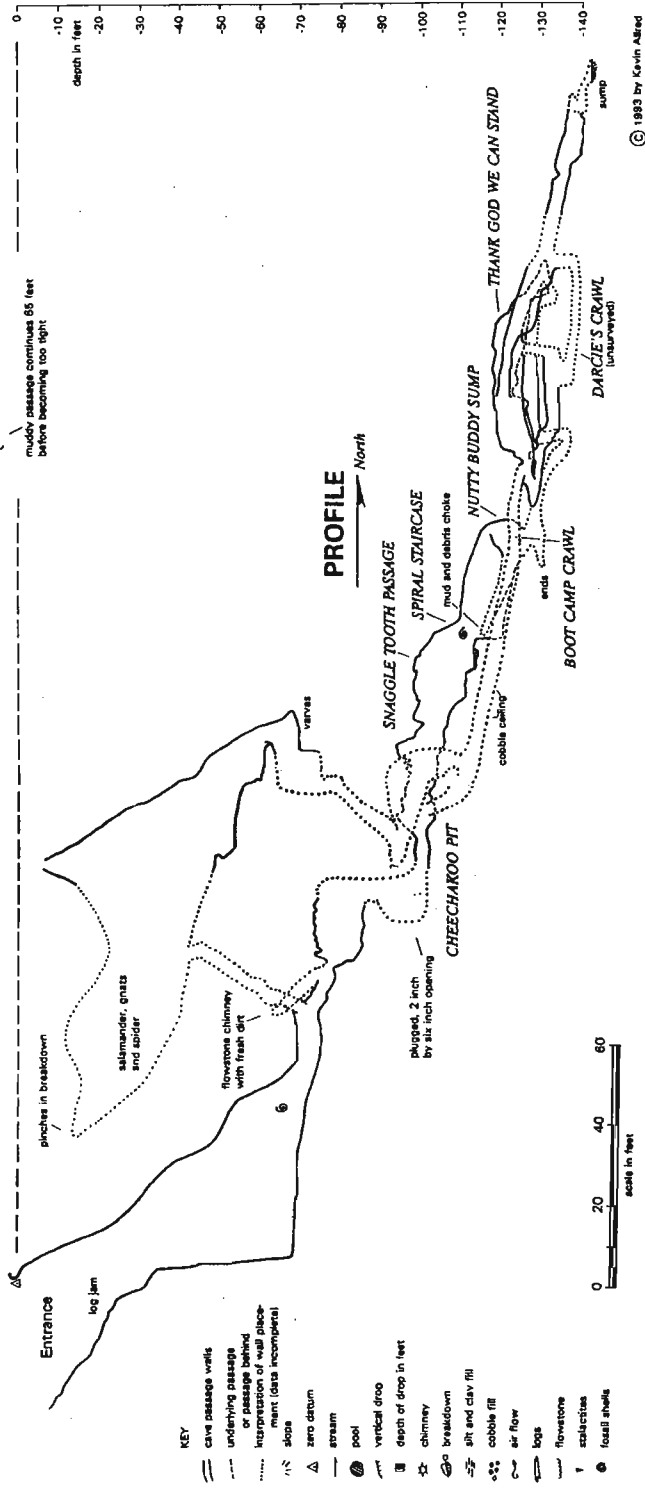 0
-10
-20
-30
-40
-50
-60
-70
-80
-90
-100
-110
-120
-130
-140
depth in feet
muddy passage continues 65 feet
before becoming too tight
PROFILE
North
Entrance
log jam
pinches in breakdown
salamander, gnats
and spider
flowstone chimney
with fresh dirt
varves
plugged, 2 inch
by six inch opening
CHEECHAKOO PIT
SNAGGLE TOOTH PASSAGE
SPIRAL STAIRCASE
mud and debris choke
cobble ceiling
NUTTY BUDDY SUMP
ends
BOOT CAMP CRAWL
THANK GOD WE CAN STAND
DARCIE'S CRAWL
(unsurveyed)
sump
0 20 40 60
scale in feet
KEY
cave passage walls
underlying passage
or passage behind
interpretation of wall place-
ment (data incomplete)
slope
zero datum
stream
pool
vertical drop
depth of drop in feet
chimney
breakdown
silt and clay fill
cobble fill
air flow
logs
flowstone
stalactites
fossil shells
© 1993 by Kevin Allred